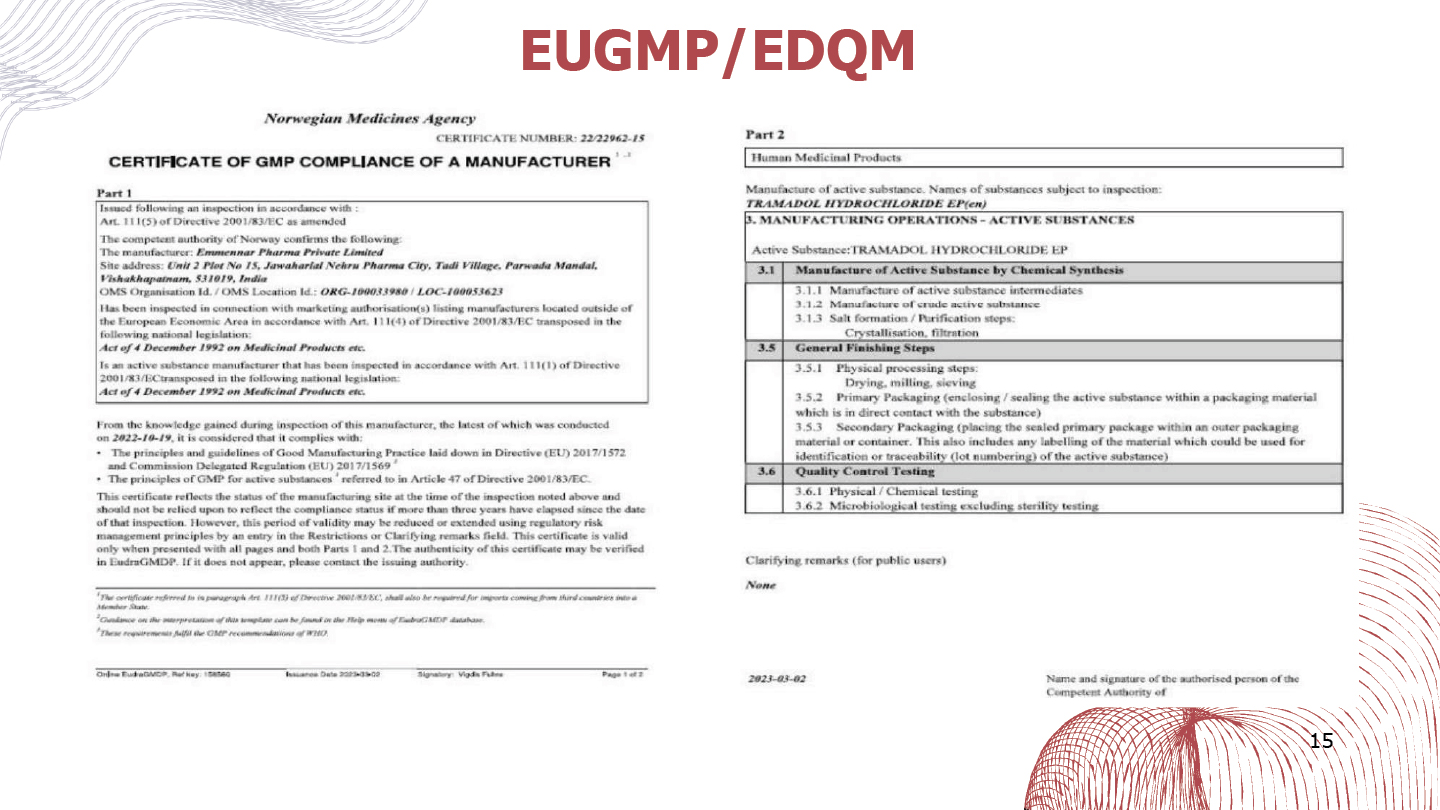 EUGMP/EDQM
Norwegian Medicines Agency
CERTIFICATE NUMBER: 22/22962-15
CERTIFICATE OF GMP COMPLIANCE OF A MANUFACTURER
Part 1
Issued following an inspection in accordance with :
Art. 111(5) of Directive 2001/83/EC as amended
The competent authority of Norway confirms the following:
The manufacturer: Emmennar Pharma Private Limited
Site address: Unit 2 Plot No 15, Jawaharlal Nehru Pharma City, Tadi Village, Parwada Mandal,
Vishakhapatnam, 531019, India
OMS Organisation Id. / OMS Location Id.: ORG-100033980 / LOC-100053623
Has been inspected in connection with marketing authorisation(s) listing manufacturers located outside of
the European Economic Area in accordance with Art. 111(4) of Directive 2001/83/EC transposed in the
following national legislation:
Act of 4 December 1992 on Medicinal Products etc.
Is an active substance manufacturer that has been inspected in accordance with Art. 111(1) of Directive
2001/83/ECtransposed in the following national legislation:
Act of 4 December 1992 on Medicinal Products etc.
From the knowledge gained during inspection of this manufacturer, the latest of which was conducted
on 2022-10-19, it is considered that it complies with:
• The principles and guidelines of Good Manufacturing Practice laid down in Directive (EU) 2017/1572
and Commission Delegated Regulation (EU) 2017/1569
• The principles of GMP for active substances referred to in Article 47 of Directive 2001/83/EC.
This certificate reflects the status of the manufacturing site at the time of the inspection noted above and
should not be relied upon to reflect the compliance status if more than three years have elapsed since the date
of that inspection. However, this period of validity may be reduced or extended using regulatory risk
management principles by an entry in the Restrictions or Clarifying remarks field. This certificate is valid
only when presented with all pages and both Parts 1 and 2.The authenticity of this certificate may be verified
in EudraGMDP. If it does not appear, please contact the issuing authority.
1The certificate referred to in paragraph Art. 111(5) of Directive 2001/83/EC, shall also be required for imports coming from third countries into a
Member State.
2Guidance on the interpretation of this template can be found in the Help menu of EudraGMDP database.
3These requirements fulfil the GMP recommendations of WHO.
Online EudraGMDP, Ref key: Issuance Date 2023-03-02 Signatory: Vigdis Page 1 of 2
Part 2
Human Medicinal Products
Manufacture of active substance. Names of substances subject to inspection:
TRAMADOL HYDROCHLORIDE EP(en)
3. MANUFACTURING OPERATIONS - ACTIVE SUBSTANCES
Active Substance:TRAMADOL HYDROCHLORIDE EP
3.1 Manufacture of Active Substance by Chemical Synthesis
3.1.1 Manufacture of active substance intermediates
3.1.2 Manufacture of crude active substance
3.1.3 Salt formation / Purification steps:
Crystallisation, filtration
3.5 General Finishing Steps
3.5.1 Physical processing steps:
Drying, milling, sieving
3.5.2 Primary Packaging (enclosing / sealing the active substance within a packaging material
which is in direct contact with the substance)
3.5.3 Secondary Packaging (placing the sealed primary package within an outer packaging
material or container. This also includes any labelling of the material which could be used for
identification or traceability (lot numbering) of the active substance)
3.6 Quality Control Testing
3.6.1 Physical / Chemical testing
3.6.2 Microbiological testing excluding sterility testing
Clarifying remarks (for public users)
None
2023-03-02
Name and signature of the authorised person of the
Competent Authority of
15